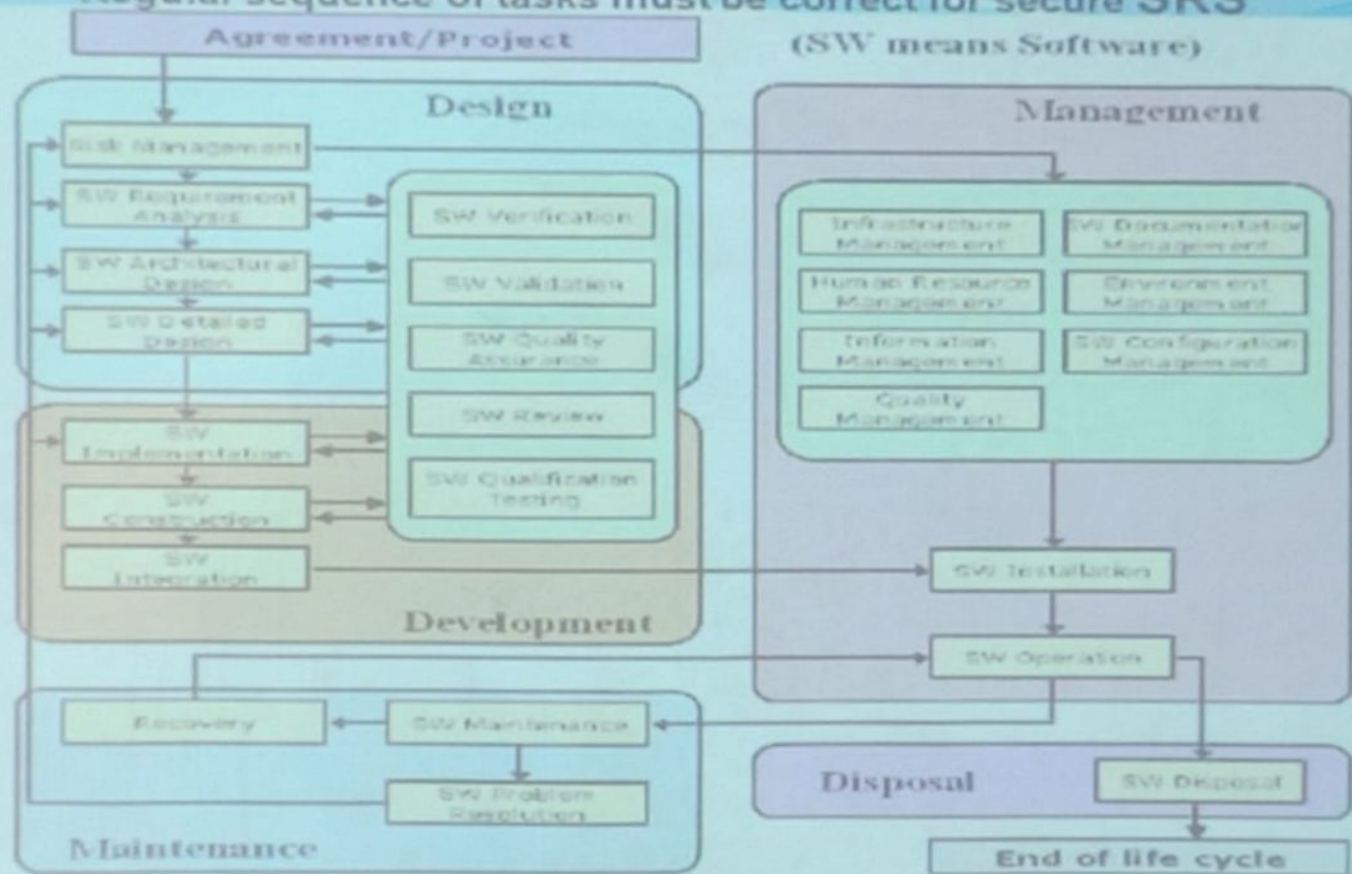 Regular sequence of tasks must be correct for secure SRS
Agreement/Project
(SW means Software)
Design
Risk Management
SW Requirement
Analysis
SW Architectural
Design
SW Detailed
Design
SW Verification
SW Validation
SW Quality
Assurance
SW Review
SW Qualification
Testing
SW
Implementation
SW
Construction
SW
Integration
Development
Management
Infrastructure
Management
SW Documentation
Management
Human Resource
Management
Environment
Management
Information
Management
SW Configuration
Management
Quality
Management
SW Installation
SW Operation
Recovery
SW Maintenance
SW Problem
Resolution
Maintenance
Disposal
SW Disposal
End of life cycle